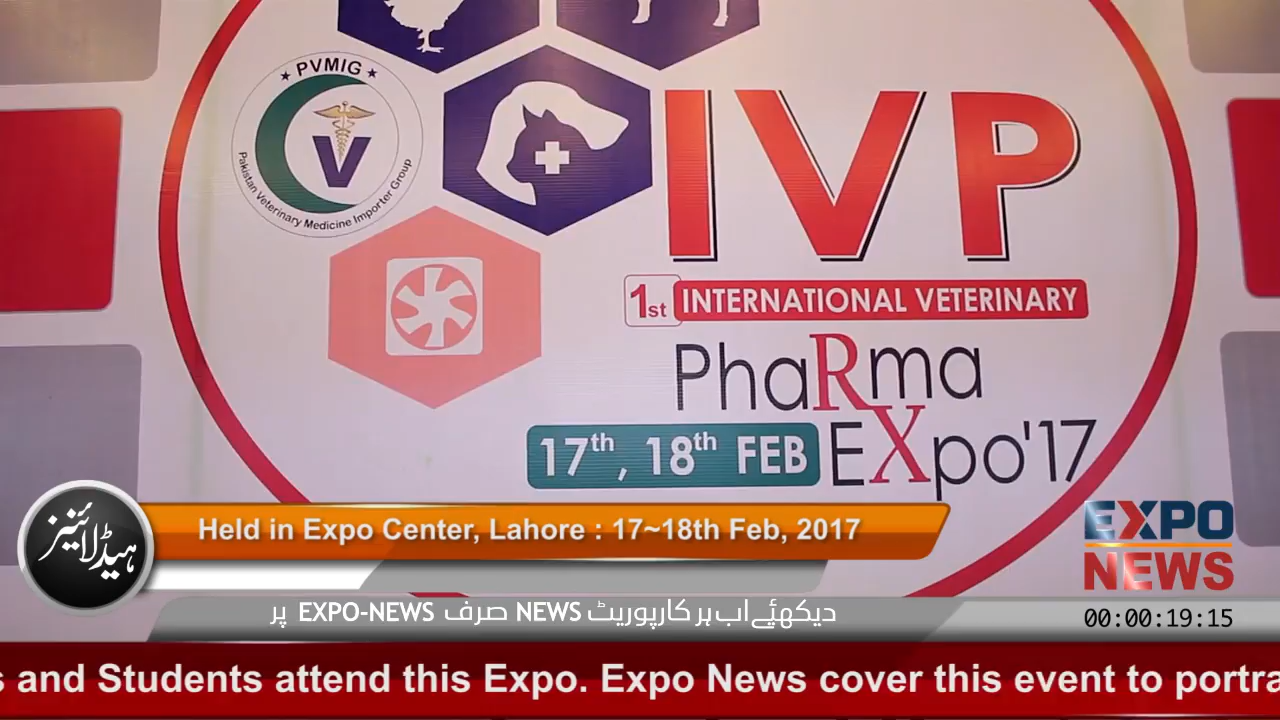 ★ PVMIG ★
V
Pakistan Veterinary Medicine Importer Group
IVP
1st INTERNATIONAL VETERINARY
PhaRma
17th, 18th FEB EXpo'17
ہیڈلائینز
Held in Expo Center, Lahore : 17~18th Feb, 2017
EXPO
NEWS
دیکھئے اب ہر کارپوریٹ NEWS صرف EXPO-NEWS پر
00:00:19:15
and Students attend this Expo. Expo News cover this event to